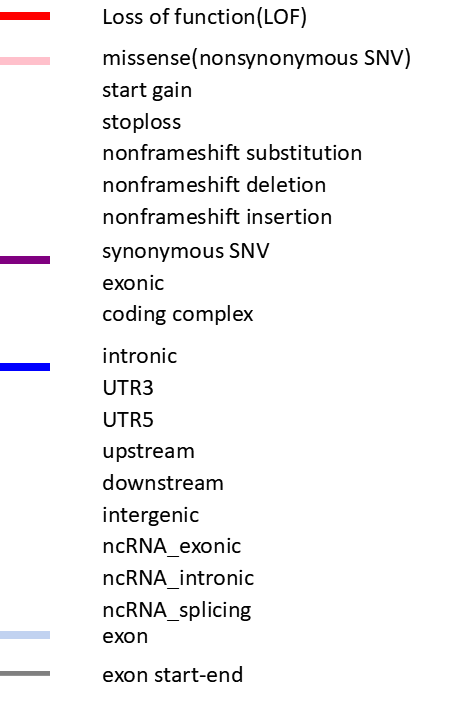 Loss of function(LOF)
missense(nonsynonymous SNV)
start gain
stoploss
nonframeshift substitution
nonframeshift deletion
nonframeshift insertion
synonymous SNV
exonic
coding complex
intronic
UTR3
UTR5
upstream
downstream
intergenic
ncRNA_exonic
ncRNA_intronic
ncRNA_splicing
exon
exon start-end